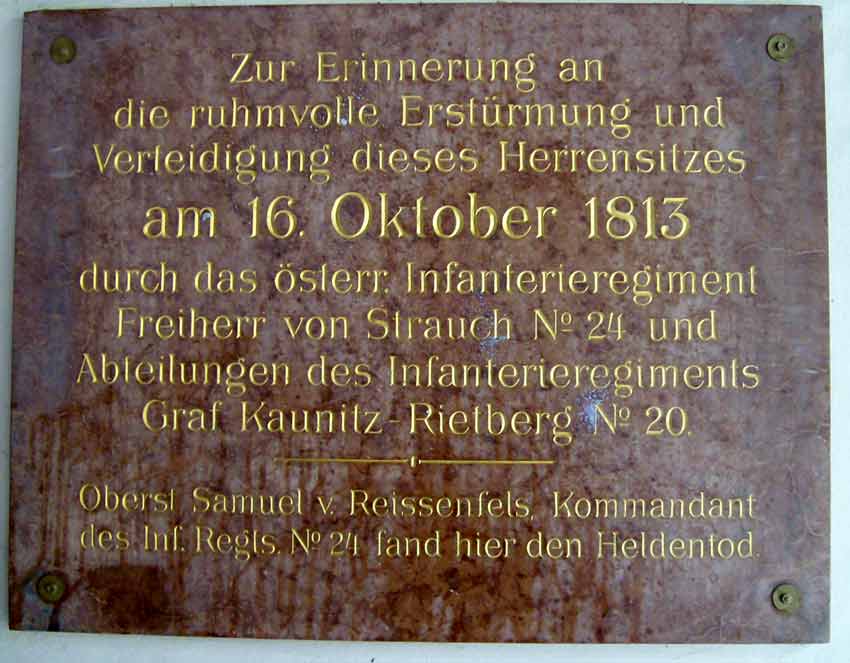 Zur Erinnerung an
die ruhmvolle Erstürmung und
Verteidigung dieses Herrensitzes
am 16. Oktober 1813
durch das österr. Infanterieregiment
Freiherr von Strauch Nº 24 und
Abteilungen des Infanterieregiments
Graf Kaunitz-Rietberg Nº 20.
Oberst Samuel v. Reissenfels, Kommandant
des Inf. Regts. Nº 24 fand hier den Heldentod.